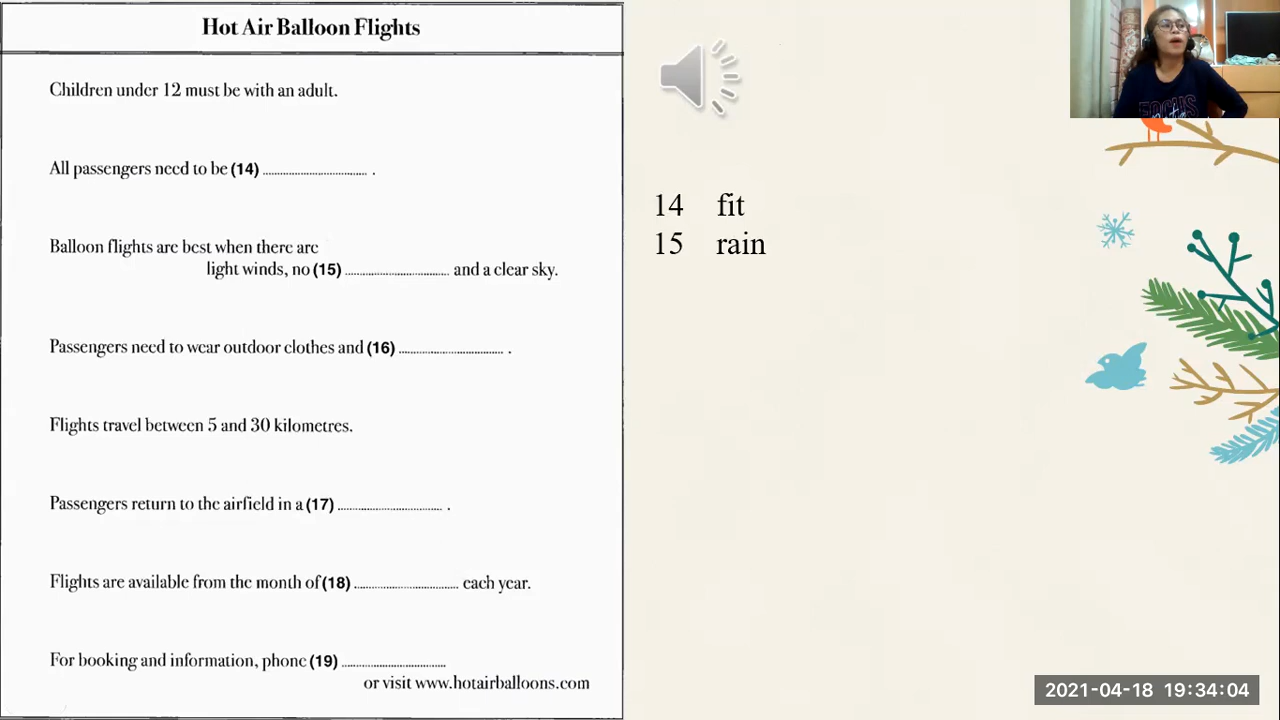 Hot Air Balloon Flights
Children under 12 must be with an adult.
All passengers need to be (14) .............................. .
Balloon flights are best when there are
light winds, no (15) .............................. and a clear sky.
Passengers need to wear outdoor clothes and (16) .............................. .
Flights travel between 5 and 30 kilometres.
Passengers return to the airfield in a (17) .............................. .
Flights are available from the month of (18) .............................. each year.
For booking and information, phone (19) ..............................
or visit www.hotairballoons.com
14 fit
15 rain
FOCUS
2021-04-18 19:34:04